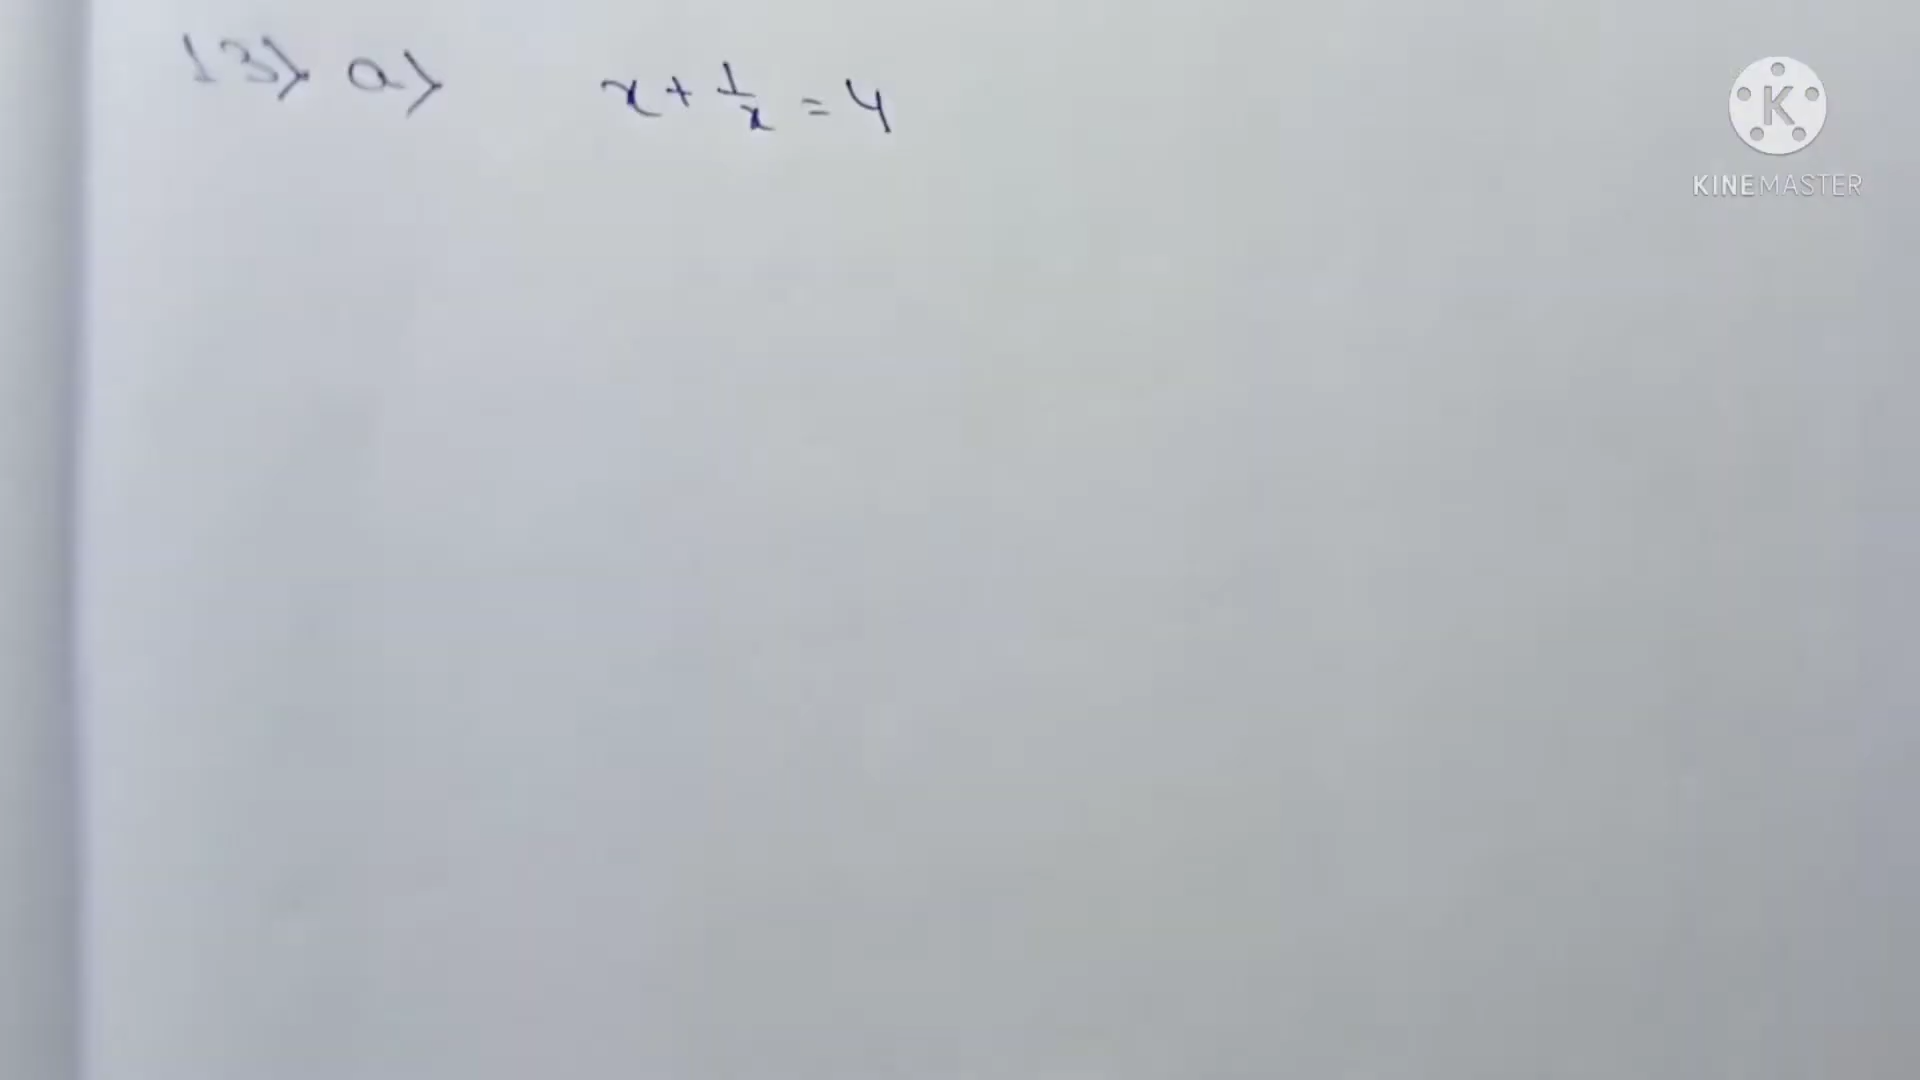 13> a> x + 1/x = 4
K
KINEMASTER